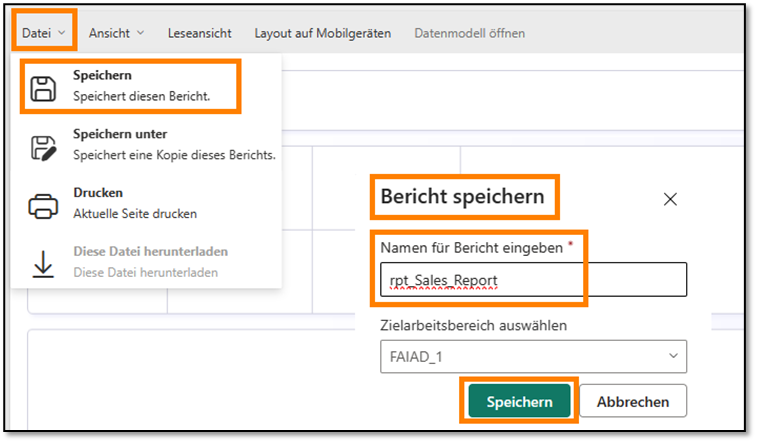 Datei Ansicht Leseansicht Layout auf Mobilgeräten Datenmodell öffnen
Speichern
Speichert diesen Bericht.
Speichern unter
Speichert eine Kopie dieses Berichts.
Drucken
Aktuelle Seite drucken
Diese Datei herunterladen
Diese Datei herunterladen
Bericht speichern
Namen für Bericht eingeben *
rpt_Sales_Report
Zielarbeitsbereich auswählen
FAIAD_1
Speichern Abbrechen